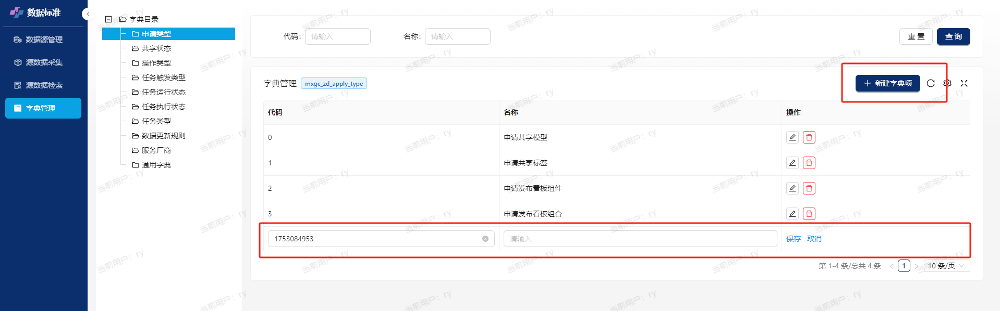 数据标准
数据源管理
源数据采集
源数据检索
字典管理
字典目录
申请类型
共享状态
操作类型
任务触发类型
任务运行状态
任务执行状态
任务类型
数据更新规则
服务厂商
通用字典
代码: 请输入 名称: 请输入 重置 查询
字典管理 mxgc_zd_apply_type 新建字典项
代码 名称 操作
0 申请共享模型
1 申请共享标签
2 申请发布看板组件
3 申请发布看板组合
1753084953 请输入 保存 取消
第 1-4 条/总共 4 条 < 1 > 10 条/页
当前用户: ry